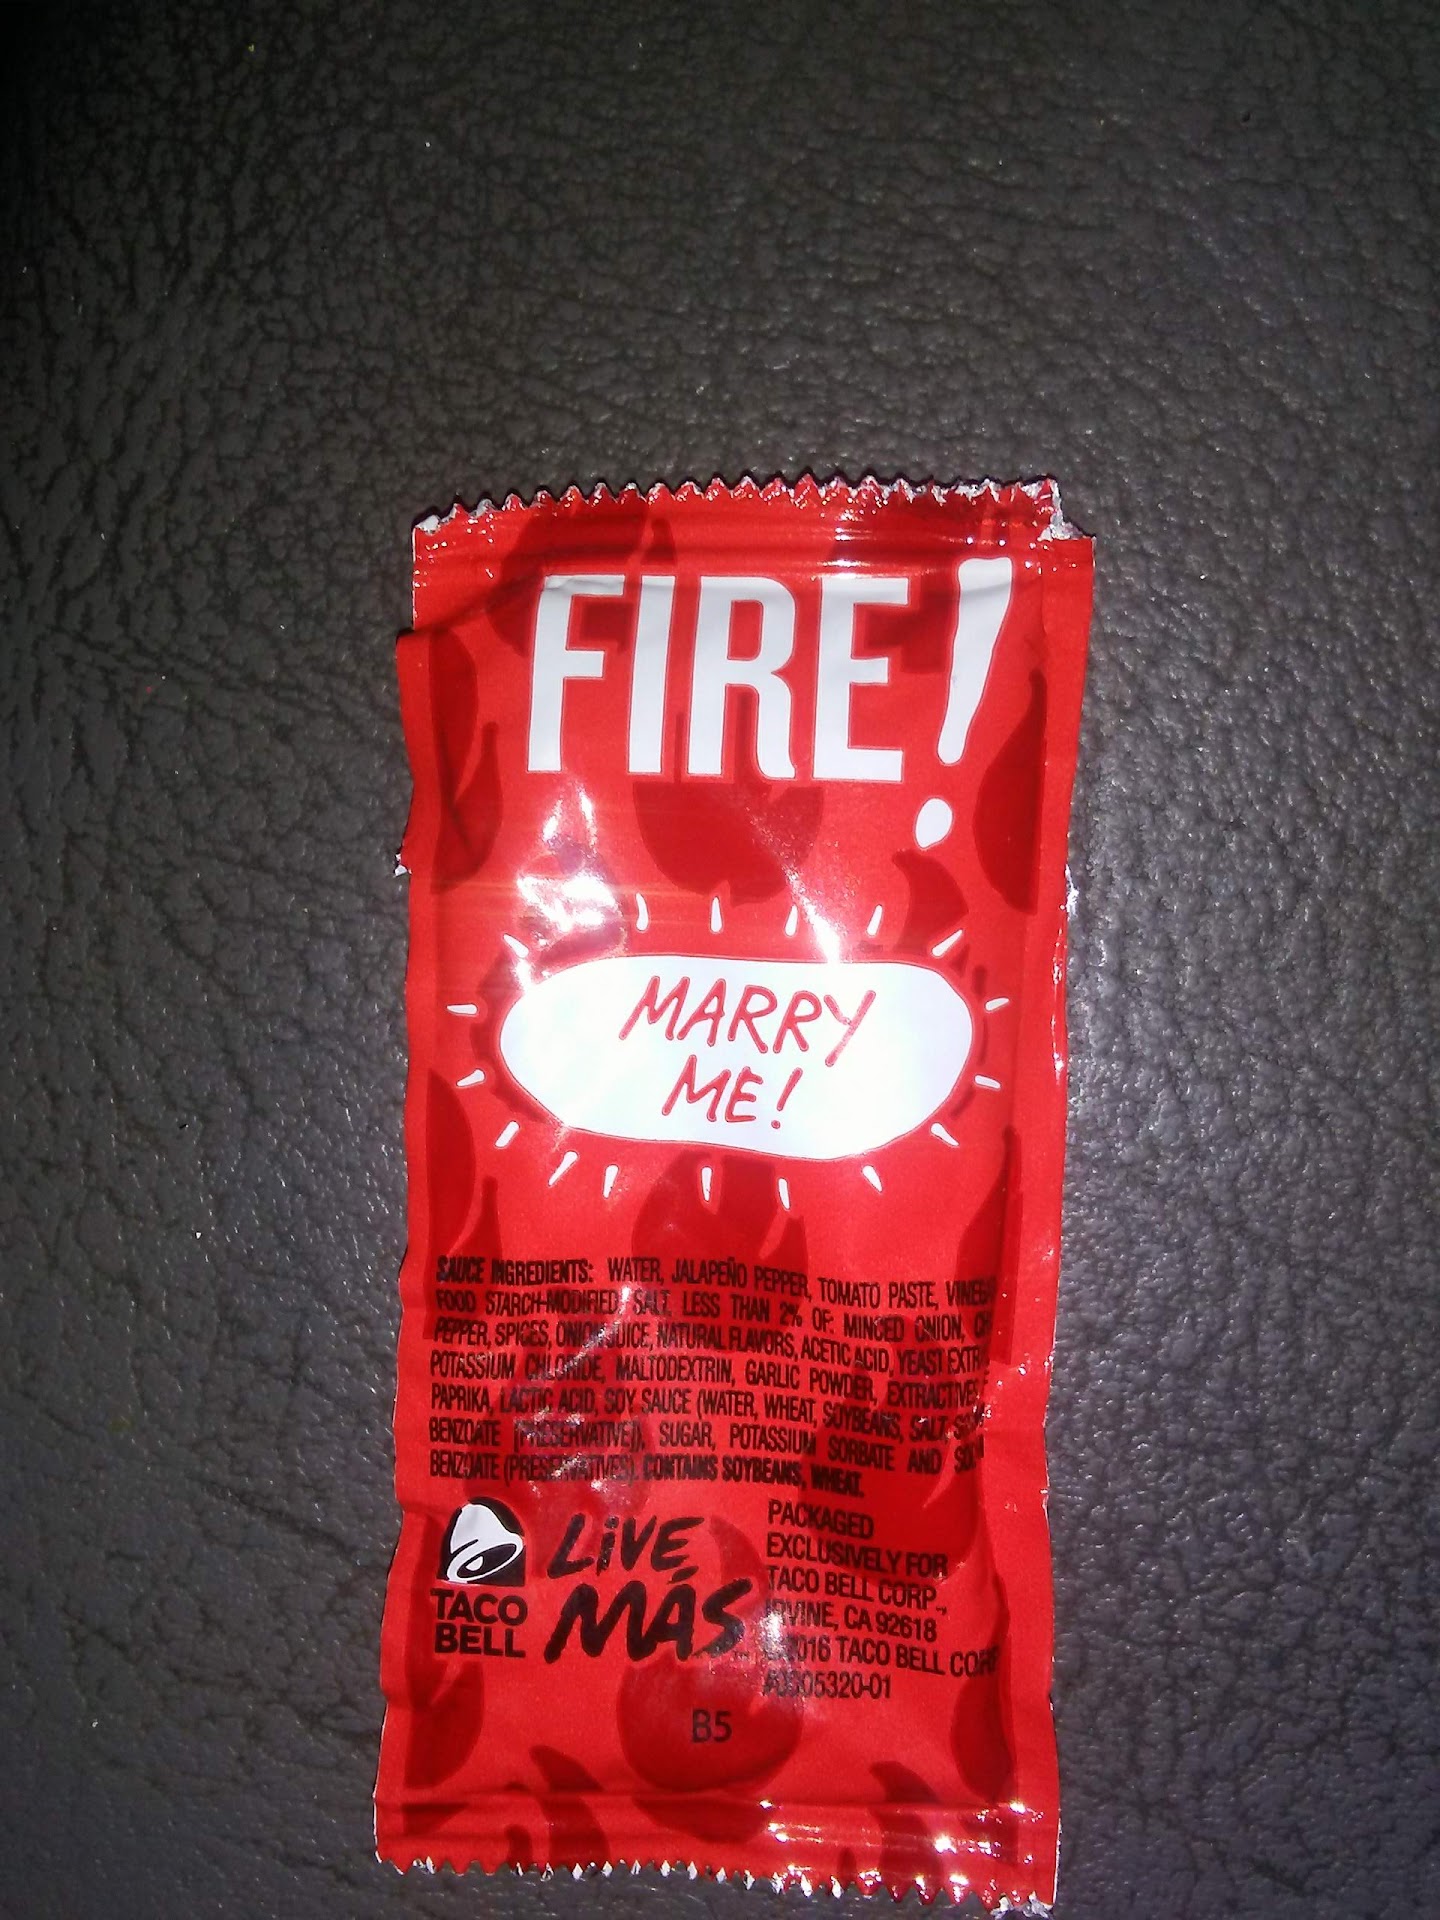 FIRE!
MARRY
ME!
SAUCE INGREDIENTS: WATER, JALAPEÑO PEPPER, TOMATO PASTE,
FOOD STARCH-MODIFIED, SALT, LESS THAN 2% OF: MINCED ONION,
PEPPER, SPICES, ONION JUICE, NATURAL FLAVORS, ACETIC ACID, YEAST
POTASSIUM CHLORIDE, MALTODEXTRIN, GARLIC POWDER,
PAPRIKA, LACTIC ACID, SOY SAUCE (WATER, WHEAT, SOYBEANS, SALT,
BENZOATE [PRESERVATIVE]), SUGAR, POTASSIUM SORBATE AND
BENZOATE (PRESERVATIVES). CONTAINS SOYBEANS, WHEAT.
TACO
BELL
LiVE
MÁS
PACKAGED
EXCLUSIVELY FOR
TACO BELL CORP.,
IRVINE, CA 92618
2016 TACO BELL
B5